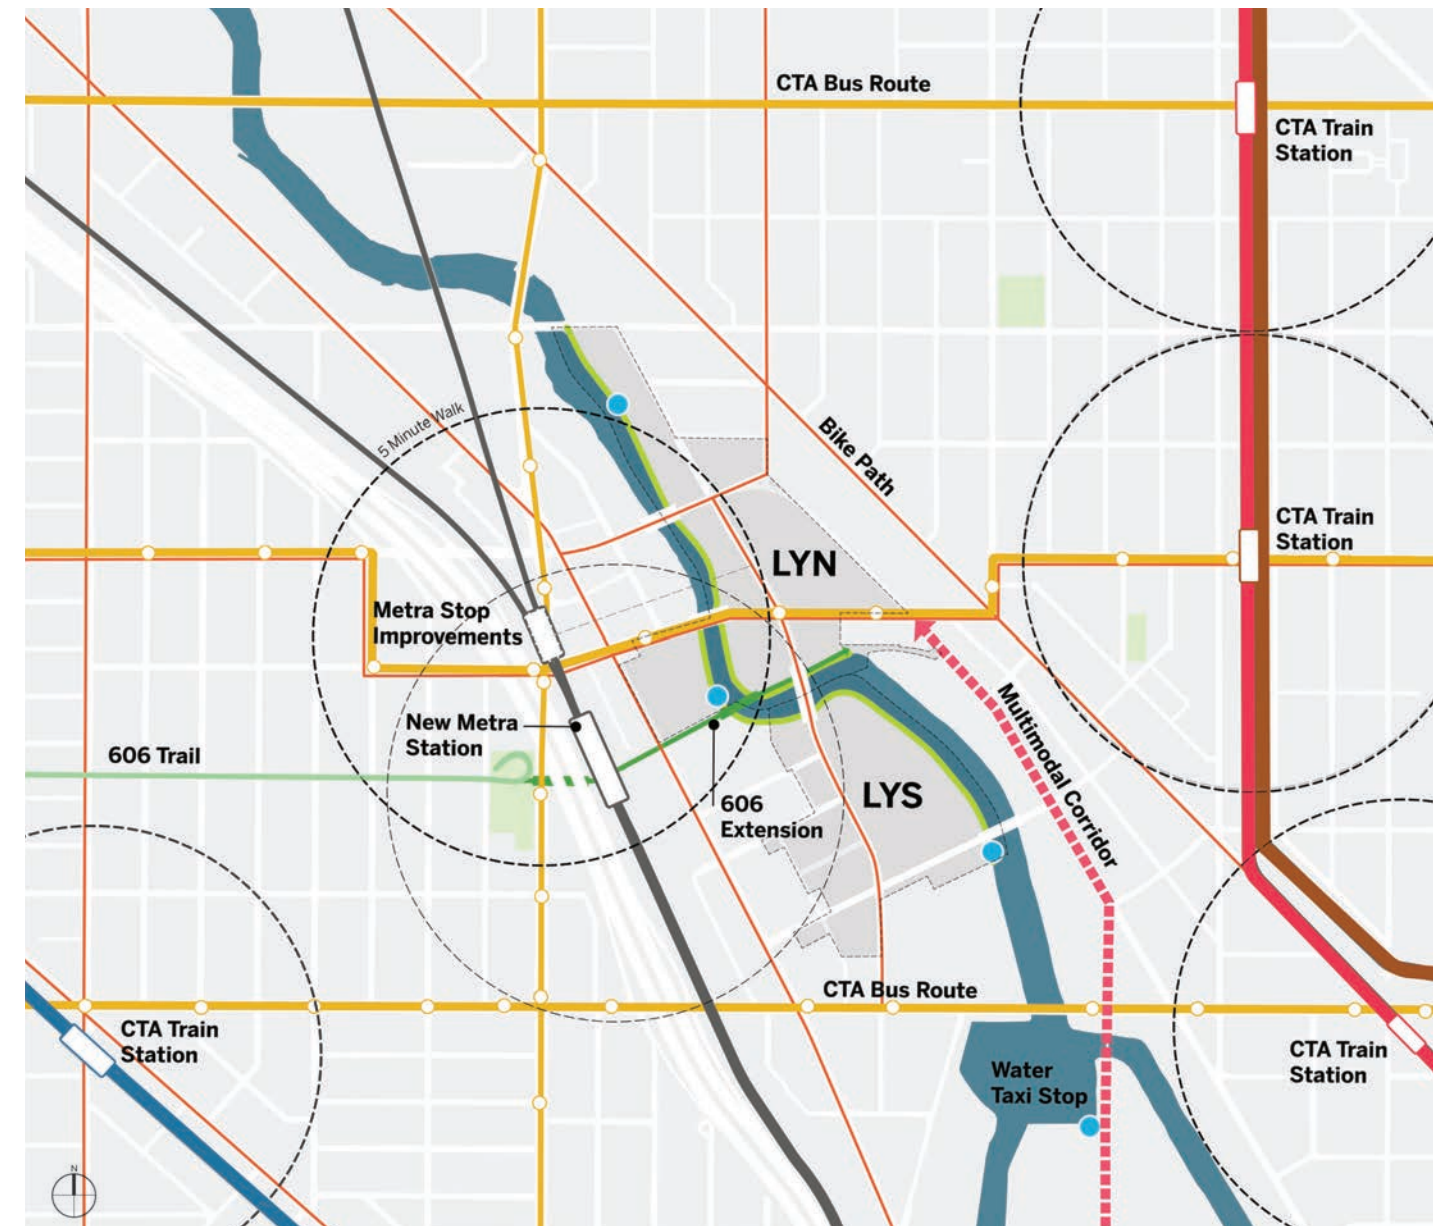 CTA Bus Route
CTA Train
Station
5 Minute Walk
Bike Path
CTA Train
Station
LYN
Metra Stop
Improvements
Multimodal Corridor
New Metra
Station
606 Trail
606
Extension
LYS
CTA Bus Route
CTA Train
Station
CTA Train
Station
Water
Taxi Stop
N